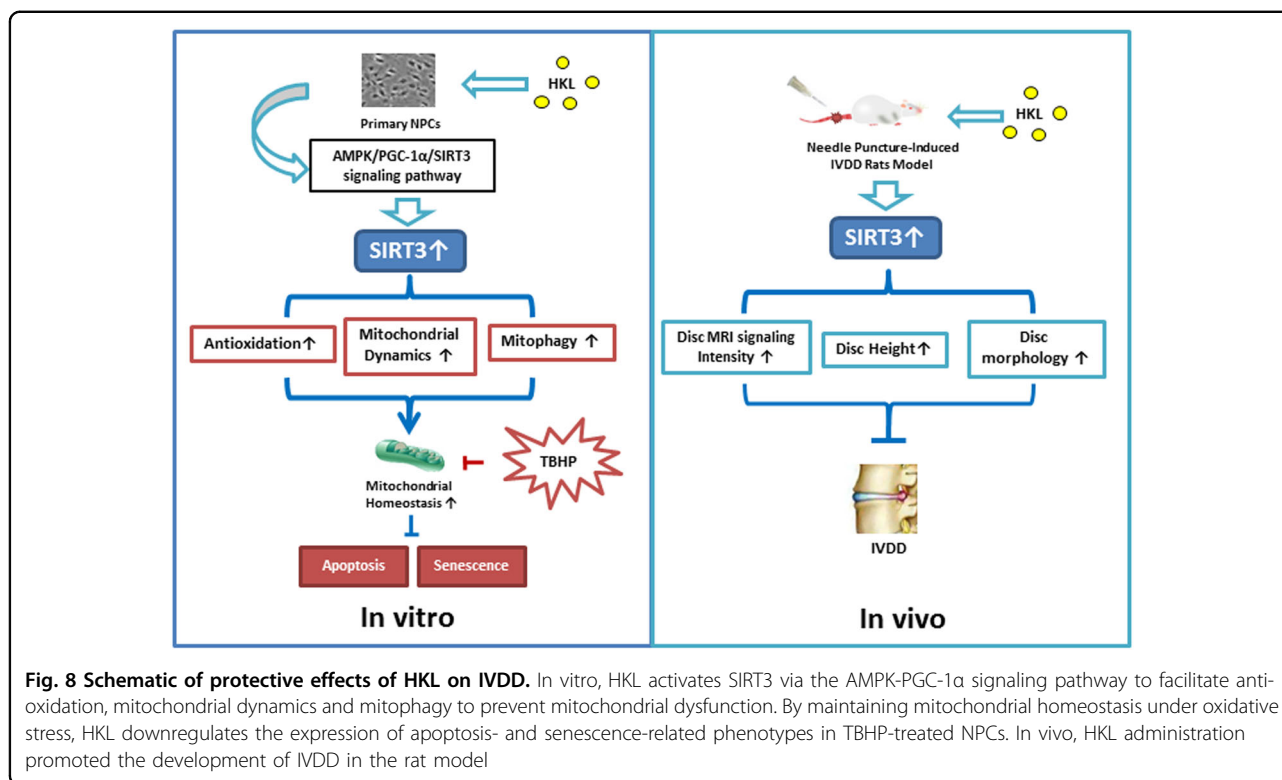 HKL
Primary NPCs
AMPK/PGC-1α/SIRT3
signaling pathway
SIRT3↑
Antioxidation↑
Mitochondrial
Dynamics ↑
Mitophagy ↑
TBHP
Mitochondrial
Homeostasis ↑
Apoptosis
Senescence
In vitro
HKL
Needle Puncture-Induced
IVDD Rats Model
SIRT3↑
Disc MRI signaling
Intensity ↑
Disc Height↑
Disc
morphology ↑
IVDD
In vivo
Fig. 8 Schematic of protective effects of HKL on IVDD. In vitro, HKL activates SIRT3 via the AMPK-PGC-1α signaling pathway to facilitate anti-
oxidation, mitochondrial dynamics and mitophagy to prevent mitochondrial dysfunction. By maintaining mitochondrial homeostasis under oxidative
stress, HKL downregulates the expression of apoptosis- and senescence-related phenotypes in TBHP-treated NPCs. In vivo, HKL administration
promoted the development of IVDD in the rat model